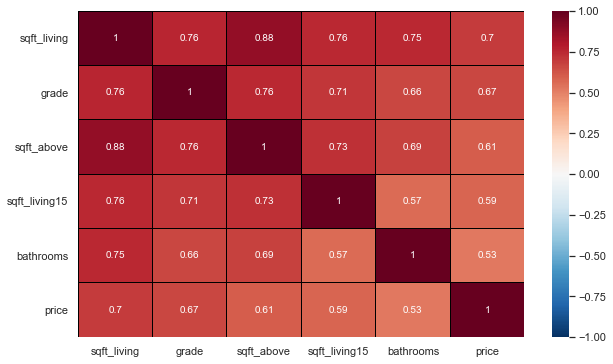 sqft_living 1 0.76 0.88 0.76 0.75 0.7
grade 0.76 1 0.76 0.71 0.66 0.67
sqft_above 0.88 0.76 1 0.73 0.69 0.61
sqft_living15 0.76 0.71 0.73 1 0.57 0.59
bathrooms 0.75 0.66 0.69 0.57 1 0.53
price 0.7 0.67 0.61 0.59 0.53 1
sqft_living grade sqft_above sqft_living15 bathrooms price
1.00
0.75
0.50
0.25
0.00
−0.25
−0.50
−0.75
−1.00